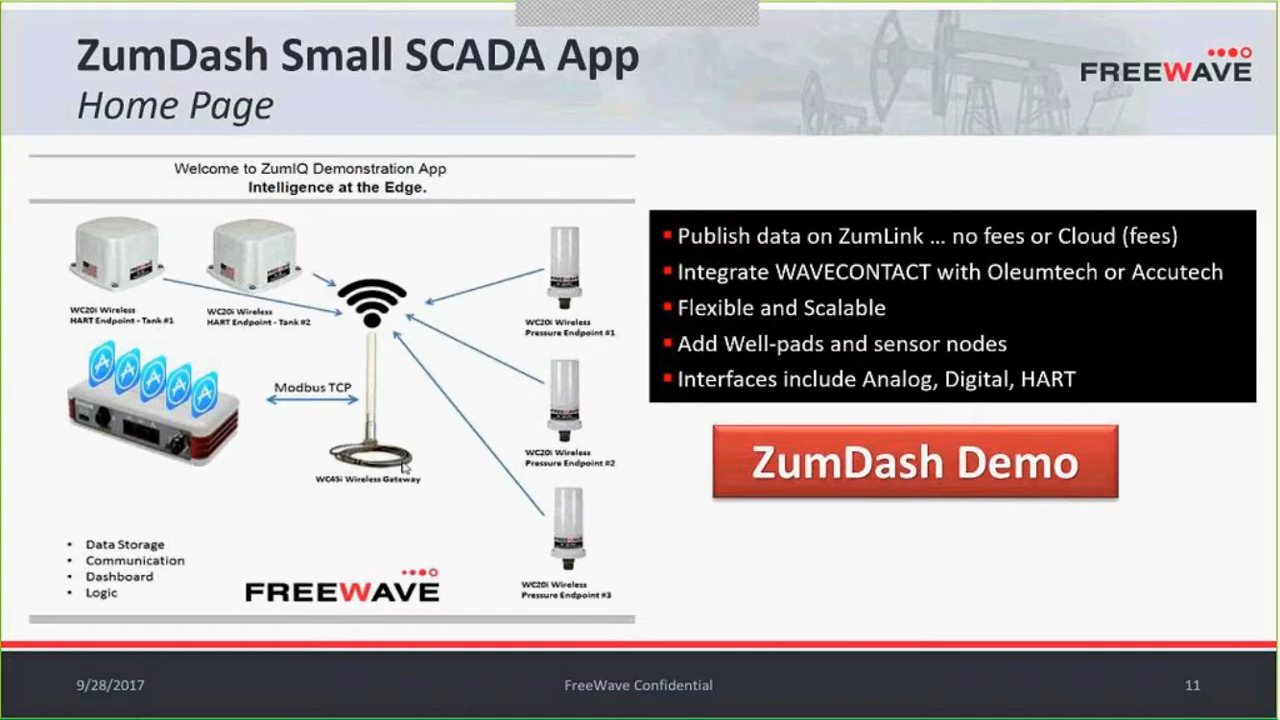 ZumDash Small SCADA App
Home Page
FREEWAVE
Welcome to ZumIQ Demonstration App
Intelligence at the Edge.
WC20i Wireless
HART Endpoint - Tank #1
WC20i Wireless
HART Endpoint - Tank #2
WC20i Wireless
Pressure Endpoint #1
Modbus TCP
WC20i Wireless
Pressure Endpoint #2
WC45i Wireless Gateway
WC20i Wireless
Pressure Endpoint #3
• Data Storage
• Communication
• Dashboard
• Logic
FREEWAVE
Publish data on ZumLink ... no fees or Cloud (fees)
Integrate WAVECONTACT with Oleumtech or Accutech
Flexible and Scalable
Add Well-pads and sensor nodes
Interfaces include Analog, Digital, HART
ZumDash Demo
9/28/2017
FreeWave Confidential
11